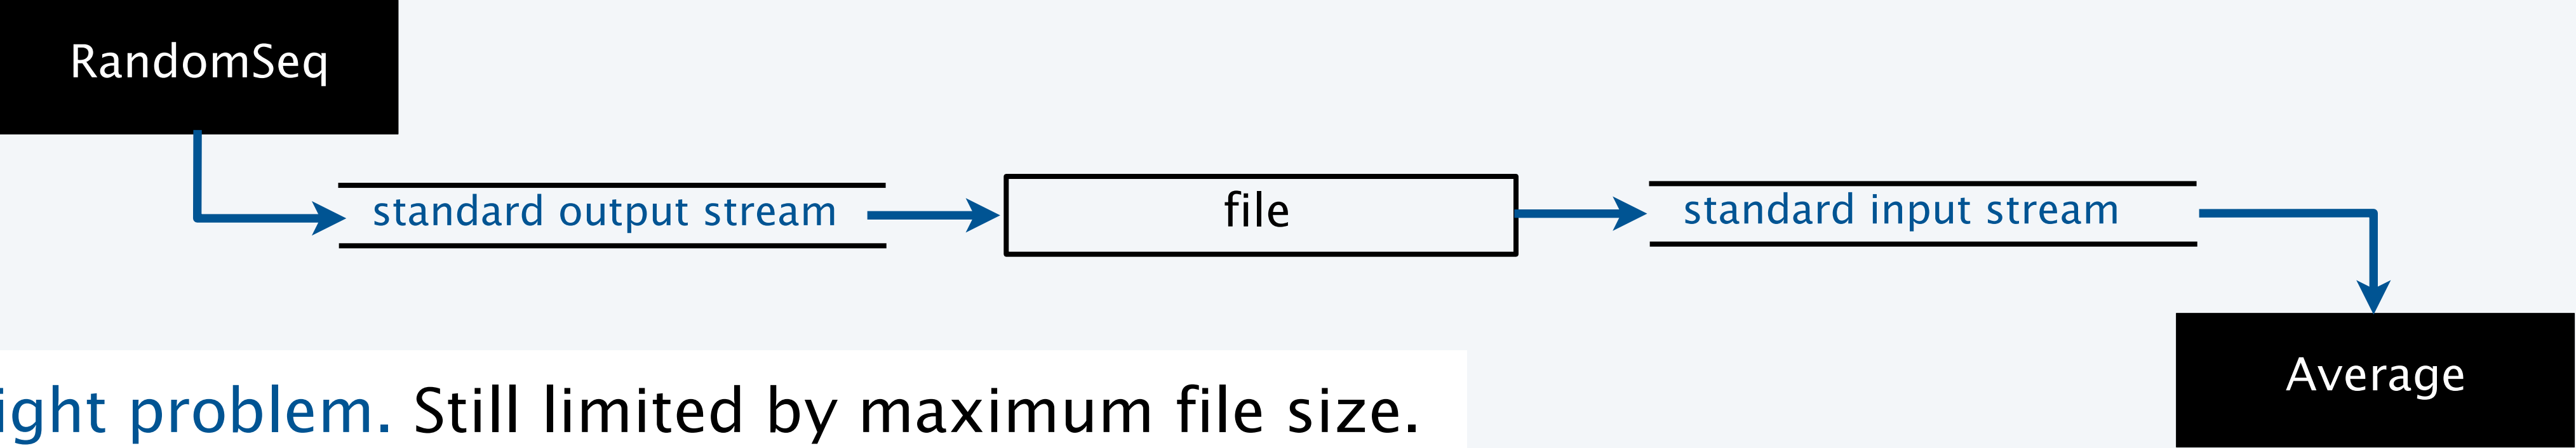 RandomSeq
standard output stream
file
standard input stream
Average
ight problem. Still limited by maximum file size.